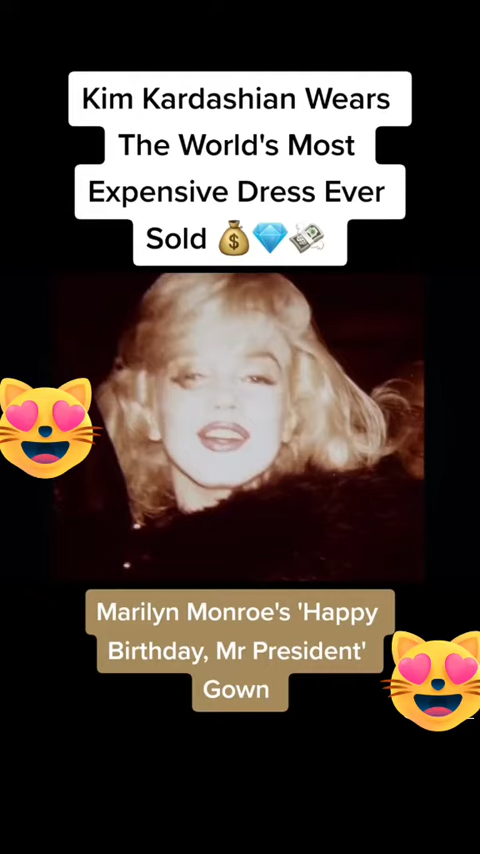 Kim Kardashian Wears
The World's Most
Expensive Dress Ever
Sold 💰💎💸
Marilyn Monroe's 'Happy
Birthday, Mr President'
Gown